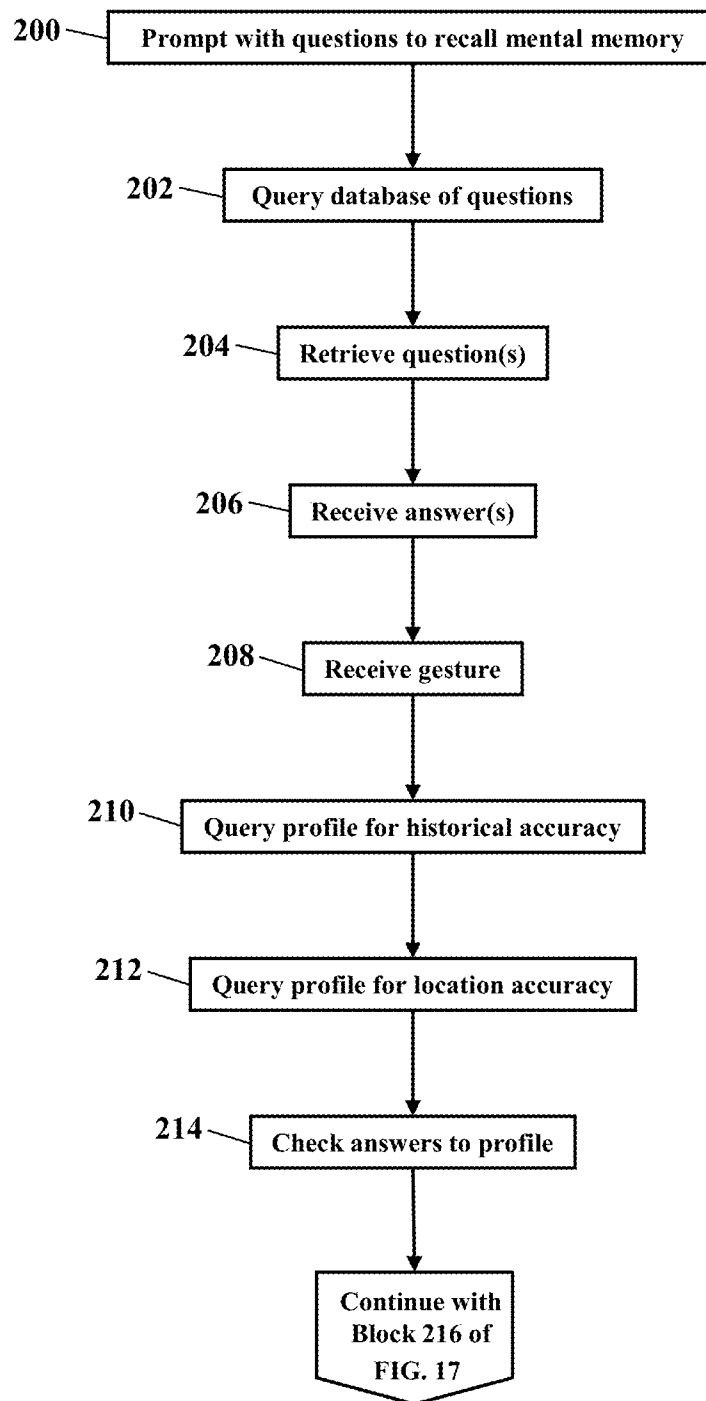 200
Prompt with questions to recall mental memory
202
Query database of questions
204
Retrieve question(s)
206
Receive answer(s)
208
Receive gesture
210
Query profile for historical accuracy
212
Query profile for location accuracy
214
Check answers to profile
Continue with
Block 216 of
FIG. 17